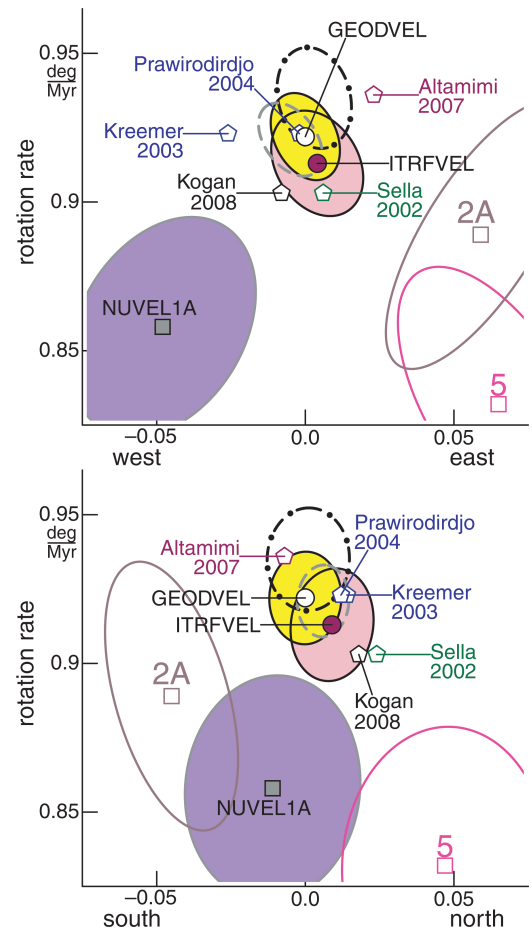 GEODVEL
0.95
deg
Myr
Prawirodirdjo
2004
Altamimi
2007
Kreemer
2003
ITRFVEL
Kogan
2008
Sella
2002
0.9
rotation rate
2A
NUVEL1A
0.85
5
−0.05
0.0
0.05
west
east
0.95
deg
Myr
Prawirodirdjo
2004
Altamimi
2007
GEODVEL
Kreemer
2003
ITRFVEL
Sella
2002
0.9
rotation rate
2A
Kogan
2008
NUVEL1A
0.85
5
−0.05
0.0
0.05
south
north